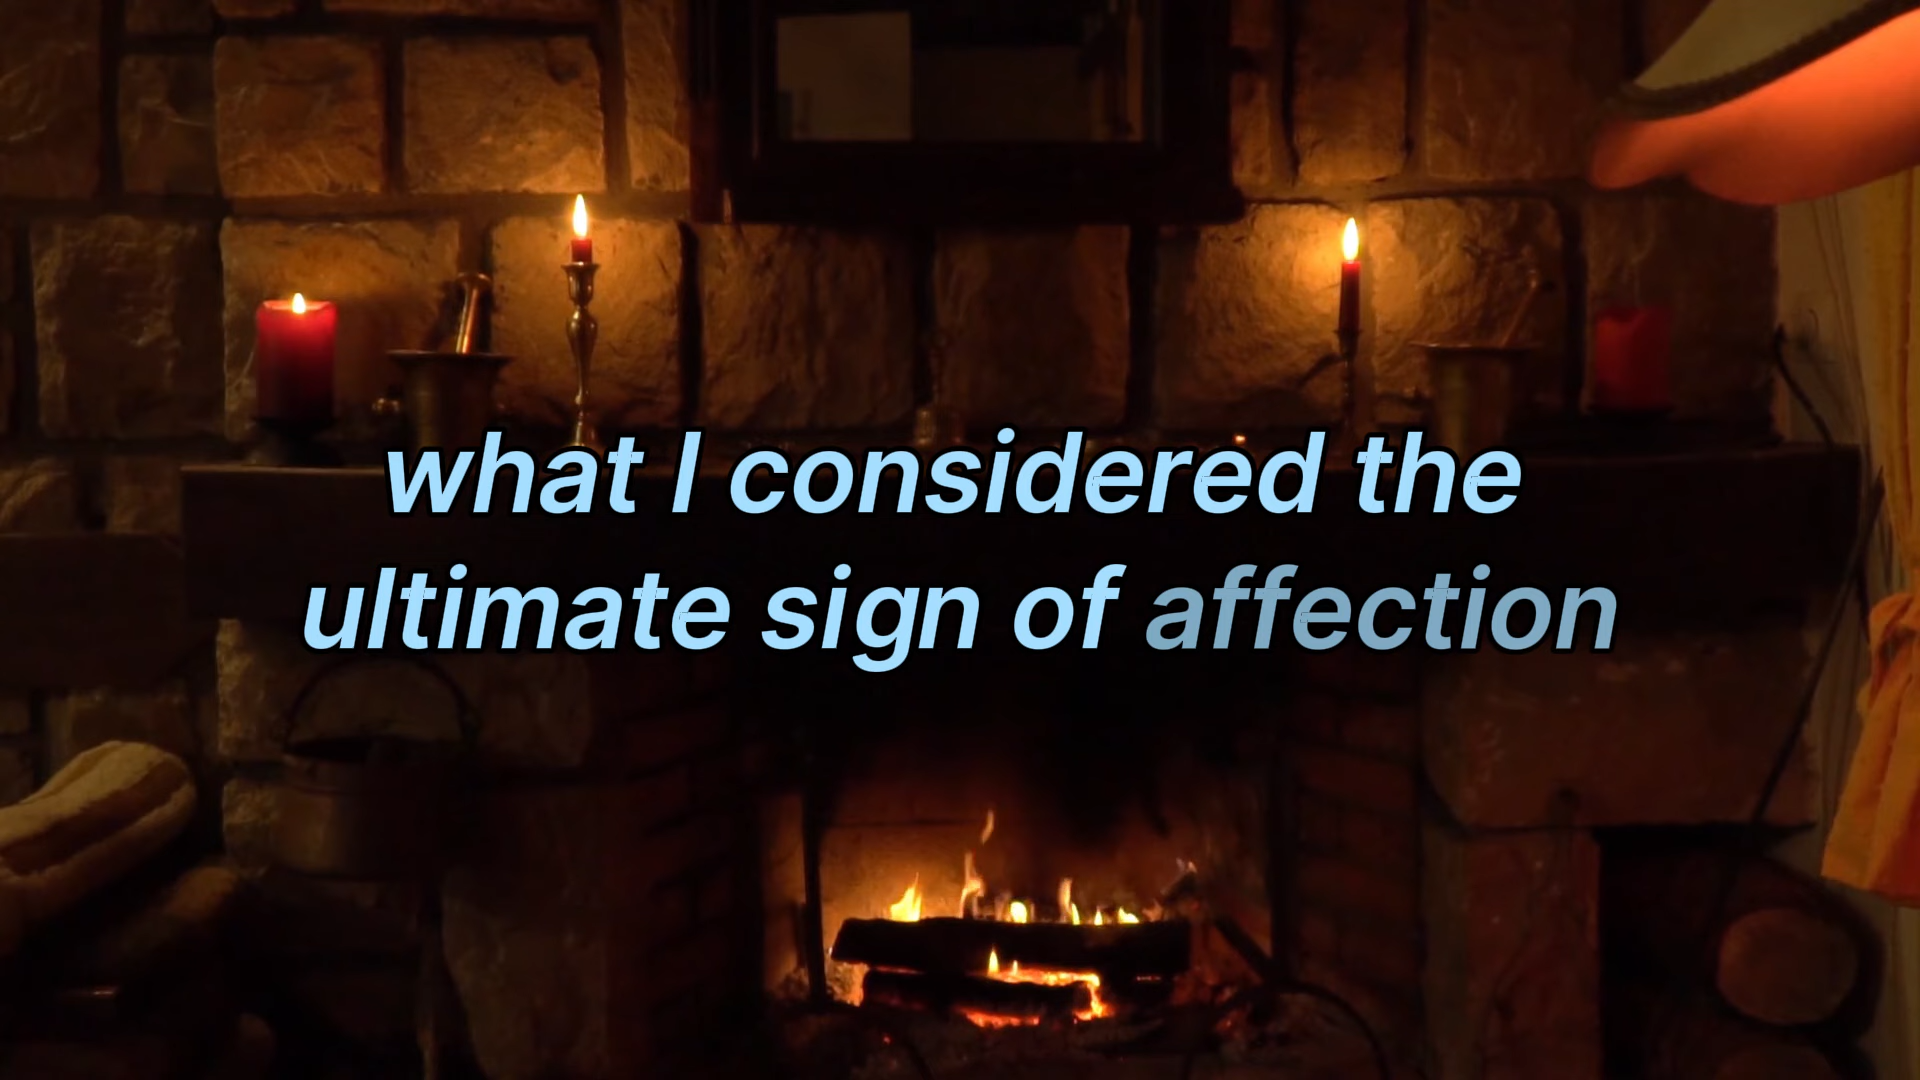 what I considered the
ultimate sign of affection